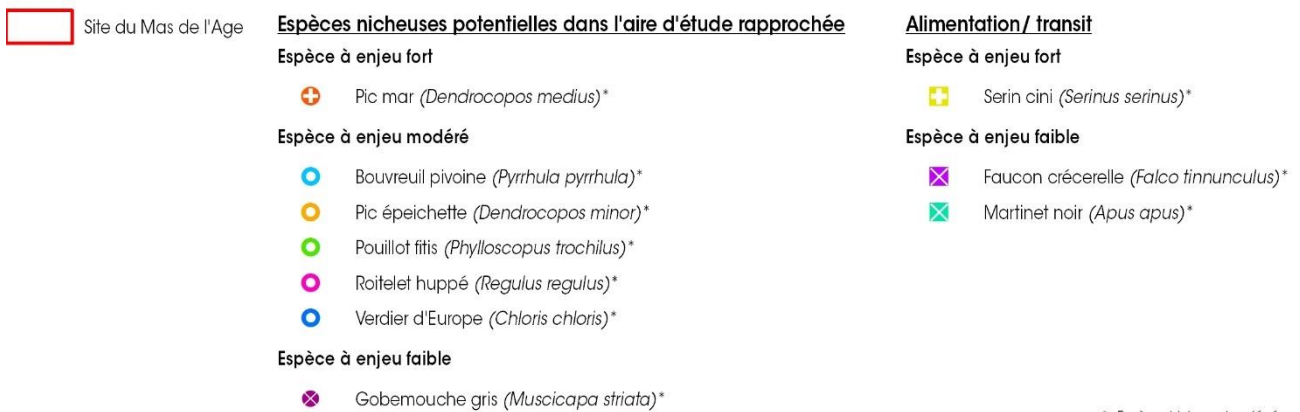 Site du Mas de l'Age
Espèces nicheuses potentielles dans l'aire d'étude rapprochée
Espèce à enjeu fort
Pic mar (Dendrocopos medius)*
Espèce à enjeu modéré
Bouvreuil pivoine (Pyrrhula pyrrhula)*
Pic épeichette (Dendrocopos minor)*
Pouillot fitis (Phylloscopus trochilus)*
Roitelet huppé (Regulus regulus)*
Verdier d'Europe (Chloris chloris)*
Espèce à enjeu faible
Gobemouche gris (Muscicapa striata)*
Alimentation/ transit
Espèce à enjeu fort
Serin cini (Serinus serinus)*
Espèce à enjeu faible
Faucon crécerelle (Falco tinnunculus)*
Martinet noir (Apus apus)*